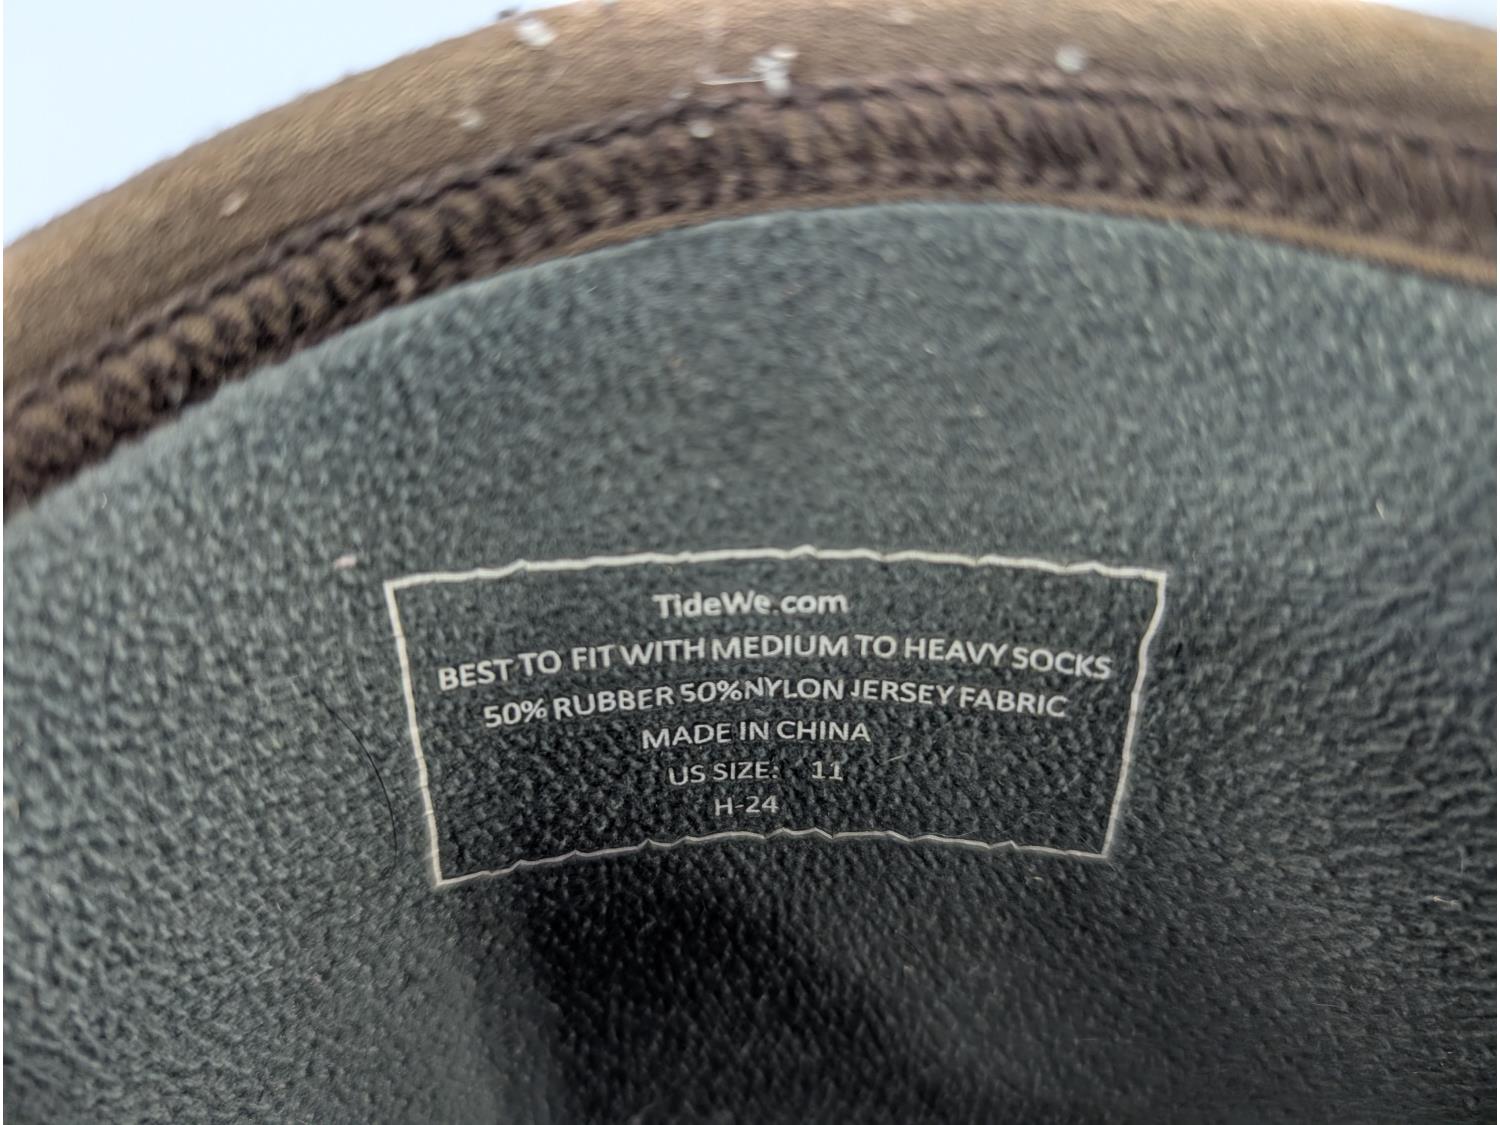 TideWe.com
BEST TO FIT WITH MEDIUM TO HEAVY SOCKS
50% RUBBER 50%NYLON JERSEY FABRIC
MADE IN CHINA
US SIZE: 11
H-24